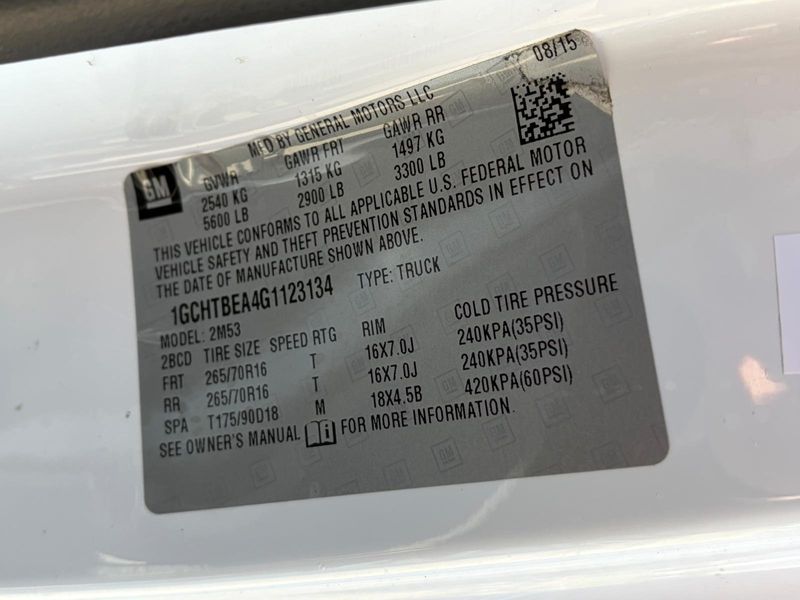 08/15
MFD BY GENERAL MOTORS LLC
GM
GVWR GAWR FRT GAWR RR
2540 KG 1315 KG 1497 KG
5600 LB 2900 LB 3300 LB
THIS VEHICLE CONFORMS TO ALL APPLICABLE U.S. FEDERAL MOTOR
VEHICLE SAFETY AND THEFT PREVENTION STANDARDS IN EFFECT ON
THE DATE OF MANUFACTURE SHOWN ABOVE.
1GCHTBEA4G1123134 TYPE: TRUCK
MODEL: 2M53
2BCD TIRE SIZE SPEED RTG RIM COLD TIRE PRESSURE
FRT 265/70R16 T 16X7.0J 240KPA(35PSI)
RR 265/70R16 T 16X7.0J 240KPA(35PSI)
SPA T175/90D18 M 18X4.5B 420KPA(60PSI)
SEE OWNER'S MANUAL FOR MORE INFORMATION.